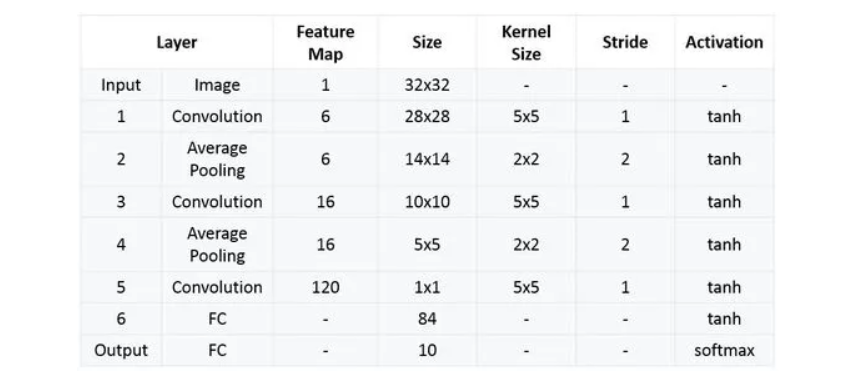 Layer Feature Map Size Kernel Size Stride Activation
Input Image 1 32x32 - - -
1 Convolution 6 28x28 5x5 1 tanh
2 Average Pooling 6 14x14 2x2 2 tanh
3 Convolution 16 10x10 5x5 1 tanh
4 Average Pooling 16 5x5 2x2 2 tanh
5 Convolution 120 1x1 5x5 1 tanh
6 FC - 84 - - tanh
Output FC - 10 - - softmax